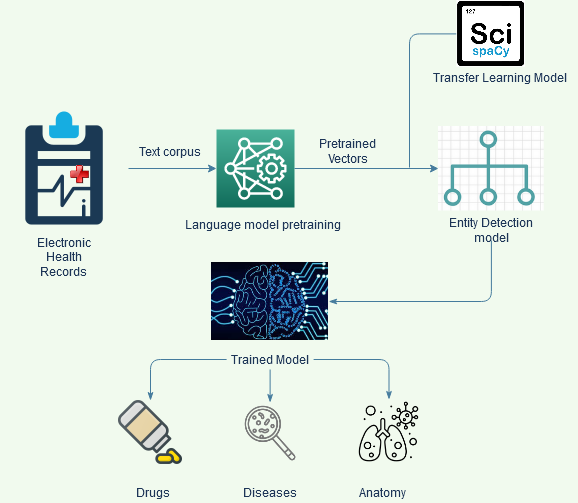 127
Sci
spaCy
Transfer Learning Model
Text corpus
Pretrained
Vectors
Language model pretraining
Entity Detection
model
Electronic
Health
Records
i
Trained Model
Drugs
Diseases
Anatomy